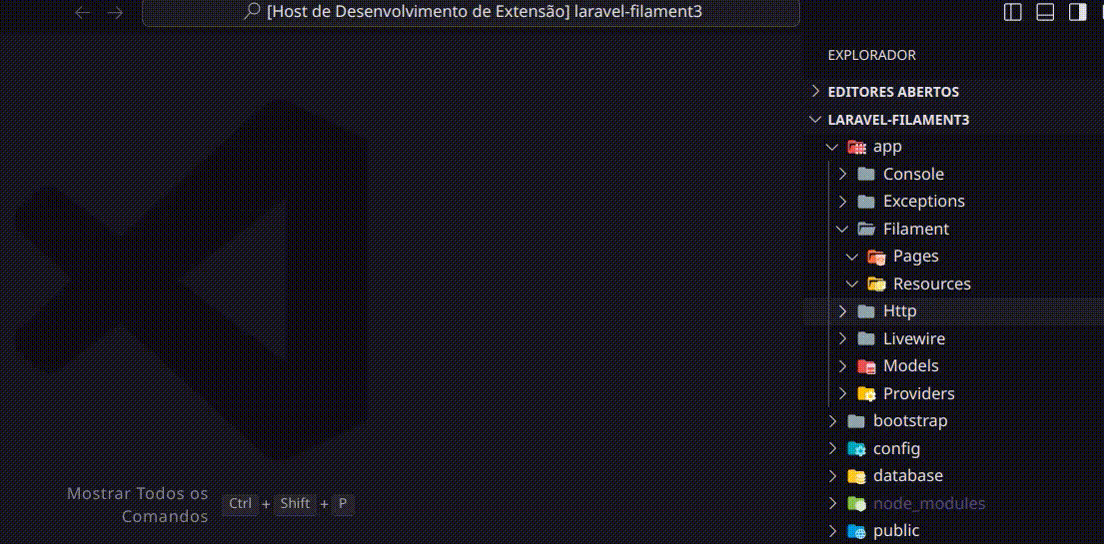 [Host de Desenvolvimento de Extensão] laravel-filament3
EXPLORADOR
EDITORES ABERTOS
LARAVEL-FILAMENT3
app
Console
Exceptions
Filament
Pages
Resources
Http
Livewire
Models
Providers
bootstrap
config
database
node_modules
public
Mostrar Todos os
Comandos
Ctrl + Shift + P